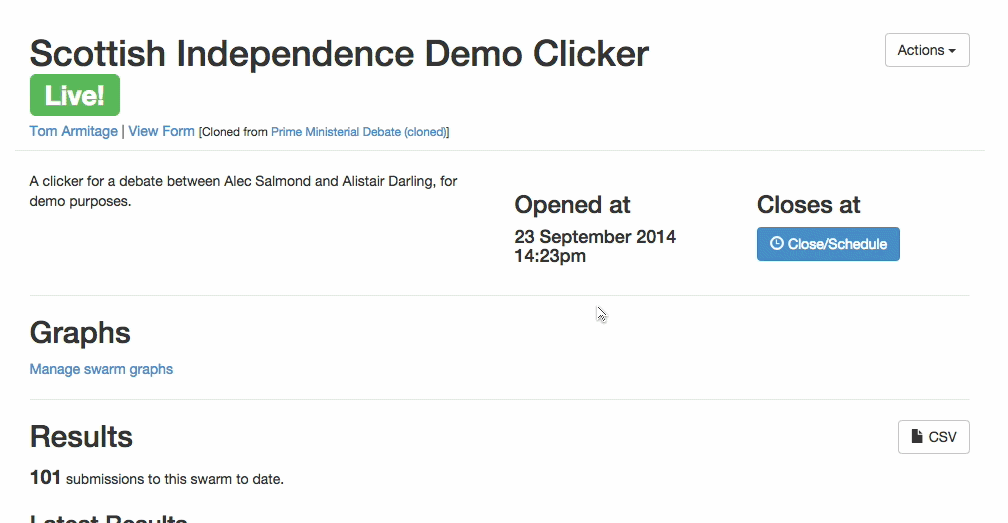 Scottish Independence Demo Clicker
Actions
Live!
Tom Armitage | View Form [Cloned from Prime Ministerial Debate (cloned)]
A clicker for a debate between Alec Salmond and Alistair Darling, for
demo purposes.
Opened at
23 September 2014
14:23pm
Closes at
Close/Schedule
Graphs
Manage swarm graphs
Results
CSV
101 submissions to this swarm to date.
Latest Results